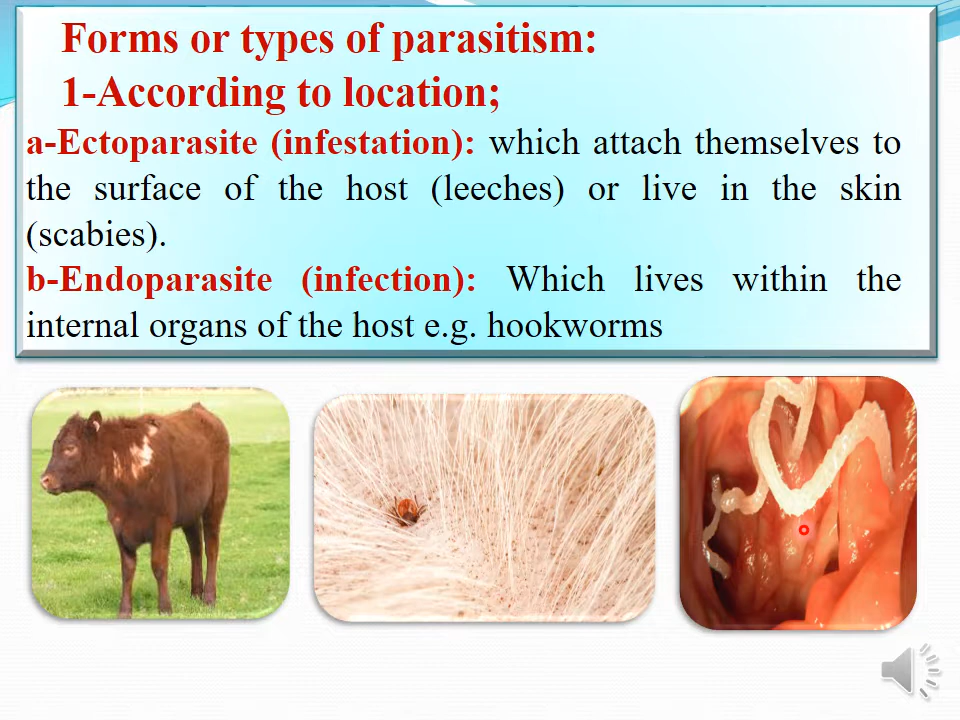 Forms or types of parasitism:
1-According to location;
a-Ectoparasite (infestation): which attach themselves to
the surface of the host (leeches) or live in the skin
(scabies).
b-Endoparasite (infection): Which lives within the
internal organs of the host e.g. hookworms